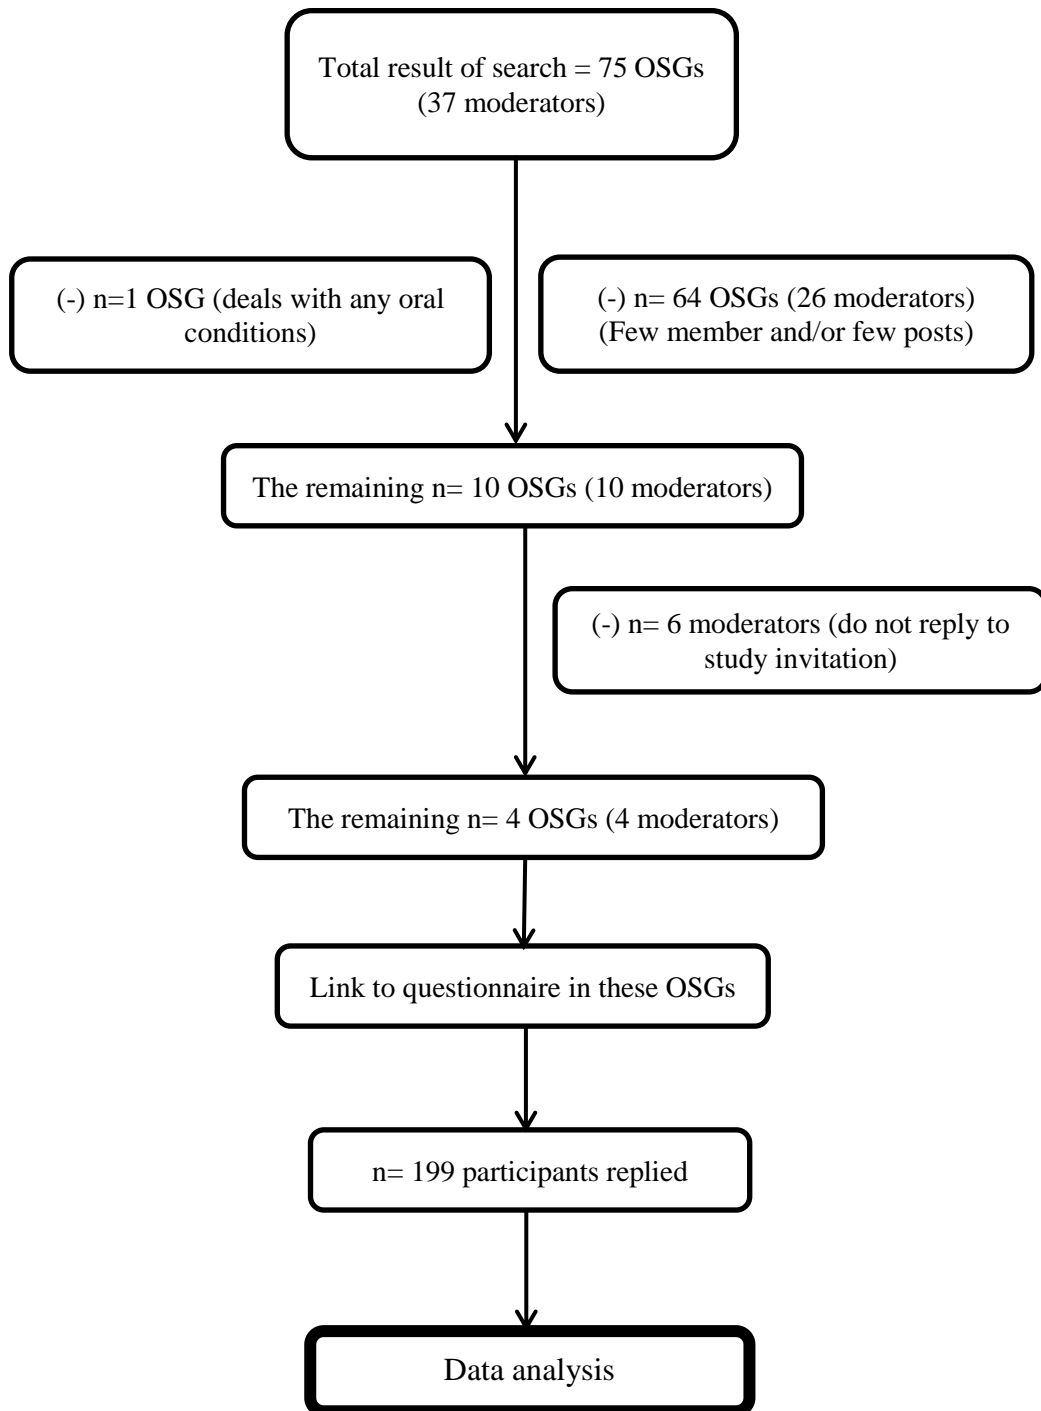 Total result of search = 75 OSGs
(37 moderators)
(-) n=1 OSG (deals with any oral
conditions)
(-) n= 64 OSGs (26 moderators)
(Few member and/or few posts)
The remaining n= 10 OSGs (10 moderators)
(-) n= 6 moderators (do not reply to
study invitation)
The remaining n= 4 OSGs (4 moderators)
Link to questionnaire in these OSGs
n= 199 participants replied
Data analysis